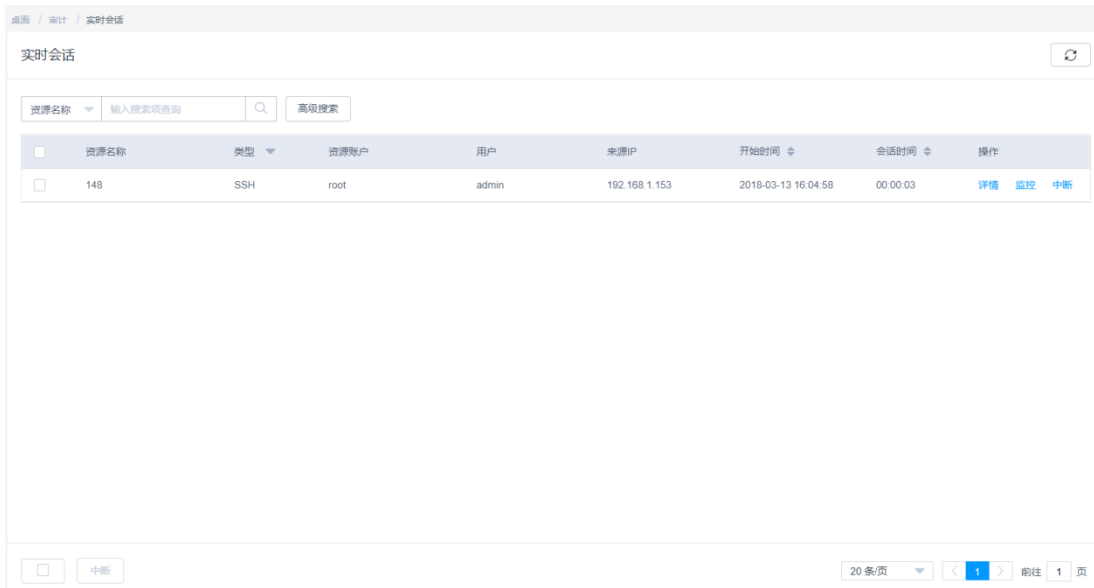 桌面 / 审计 / 实时会话
实时会话
资源名称 输入搜索项查询 高级搜索
资源名称 类型 资源账户 用户 来源IP 开始时间 会话时间 操作
148 SSH root admin 192.168.1.153 2018-03-13 16:04:58 00:00:03 详情 监控 中断
中断 20 条/页 1 前往 1 页